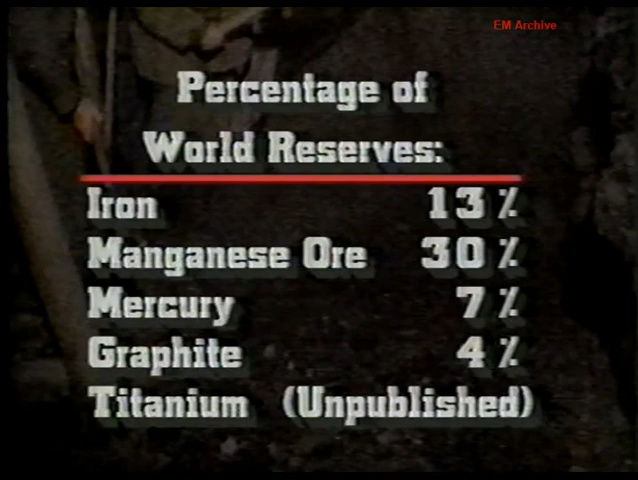 EM Archive
Percentage of
World Reserves:
Iron 13%
Manganese Ore 30%
Mercury 7%
Graphite 4%
Titanium (Unpublished)